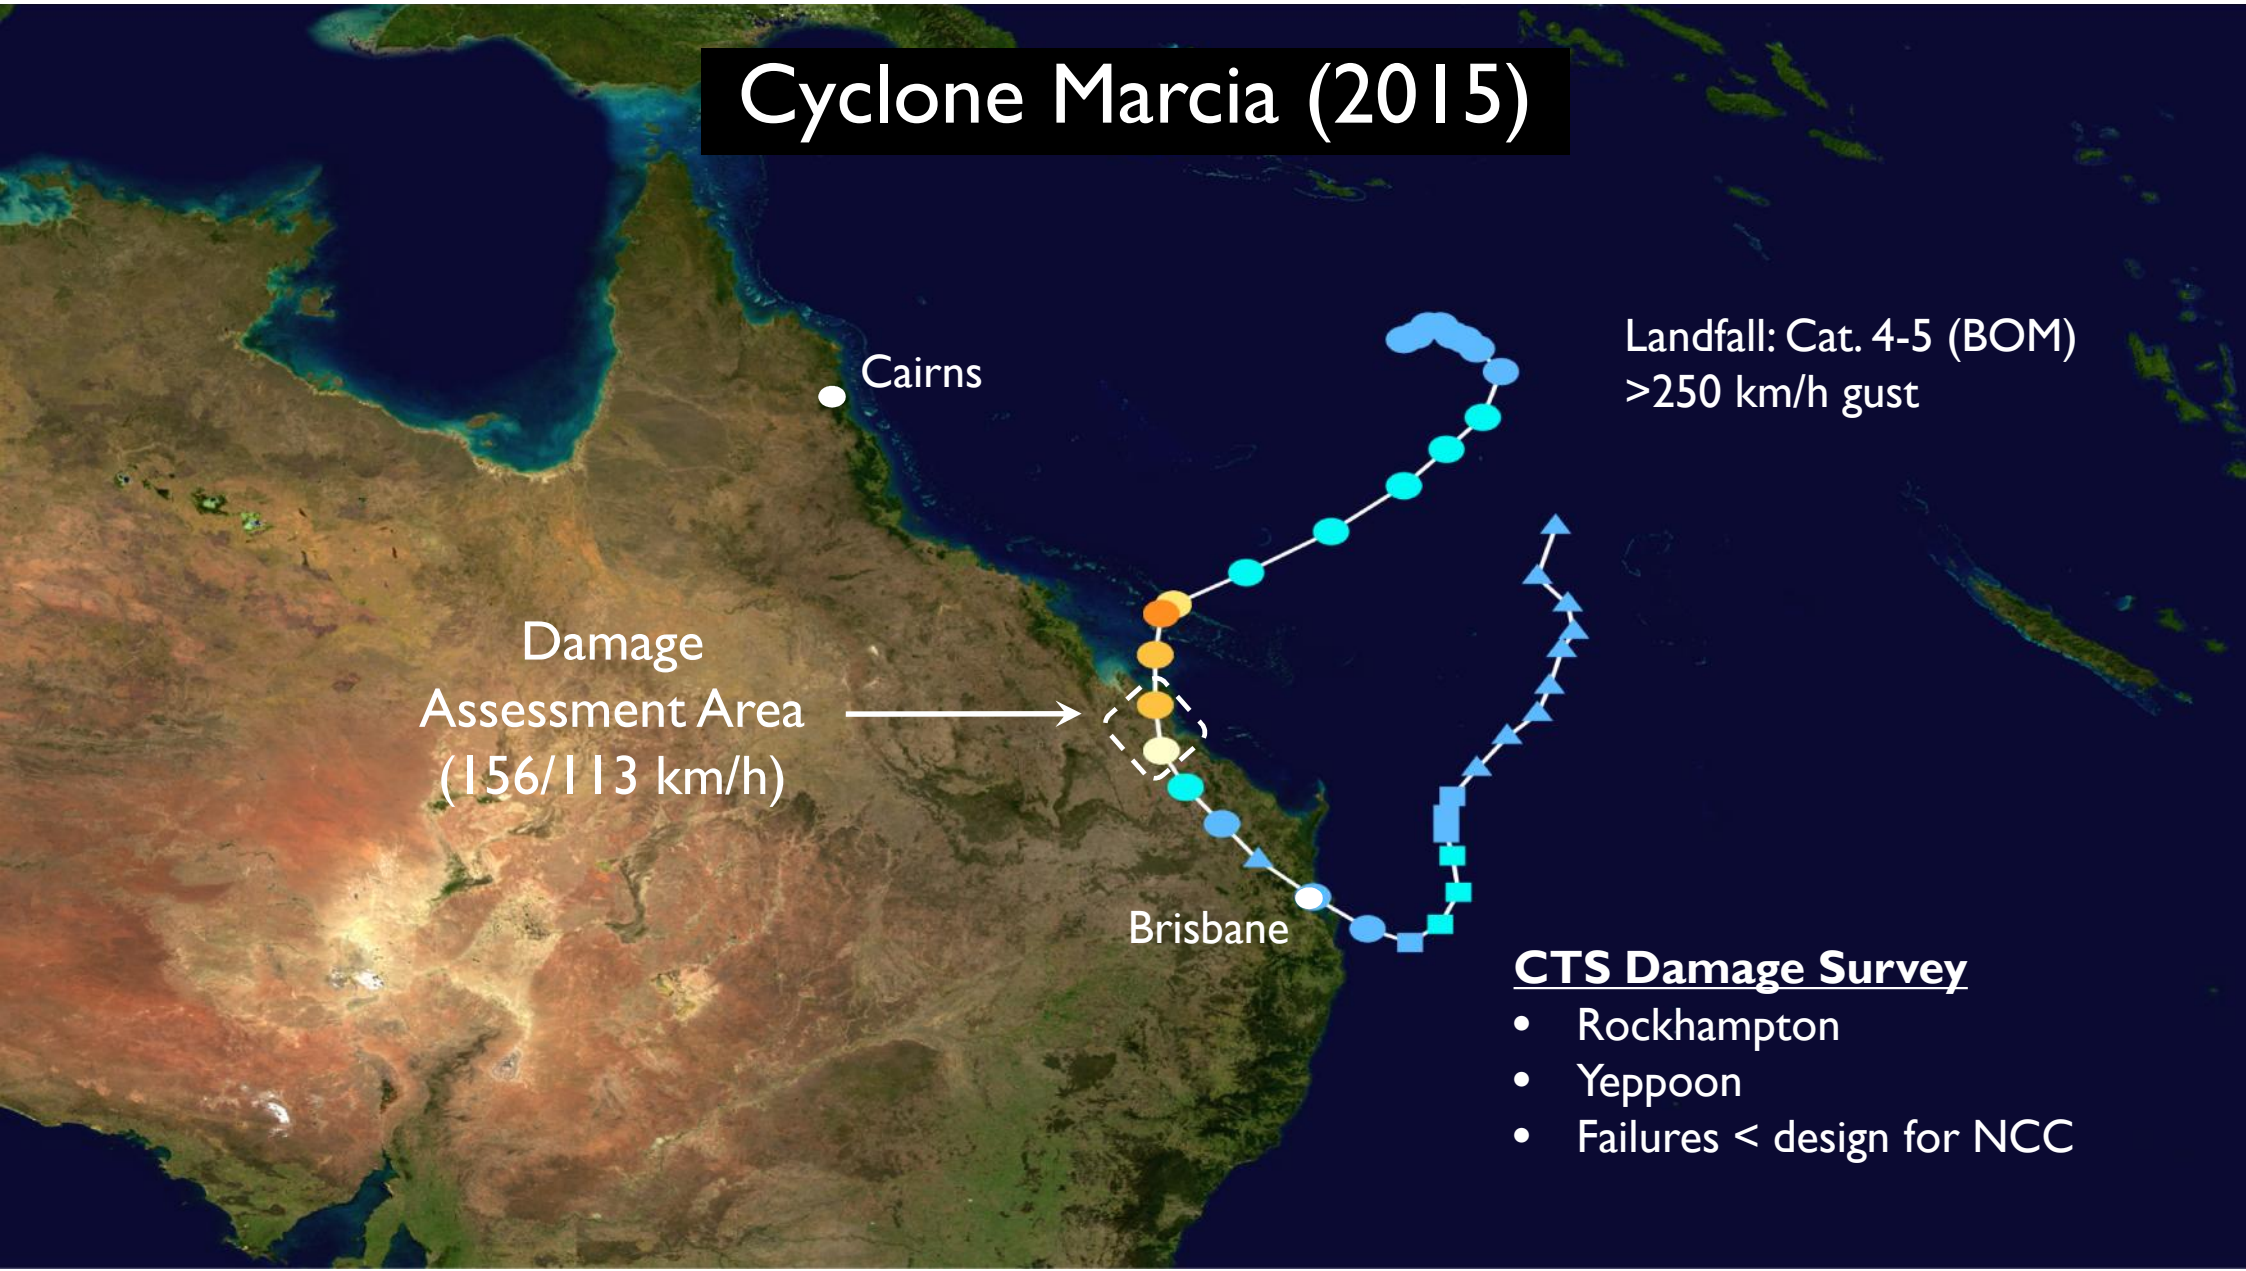 Cyclone Marcia (2015)
Landfall: Cat. 4-5 (BOM)
>250 km/h gust
Cairns
Damage
Assessment Area
(156/113 km/h)
Brisbane
CTS Damage Survey
• Rockhampton
• Yeppoon
• Failures < design for NCC